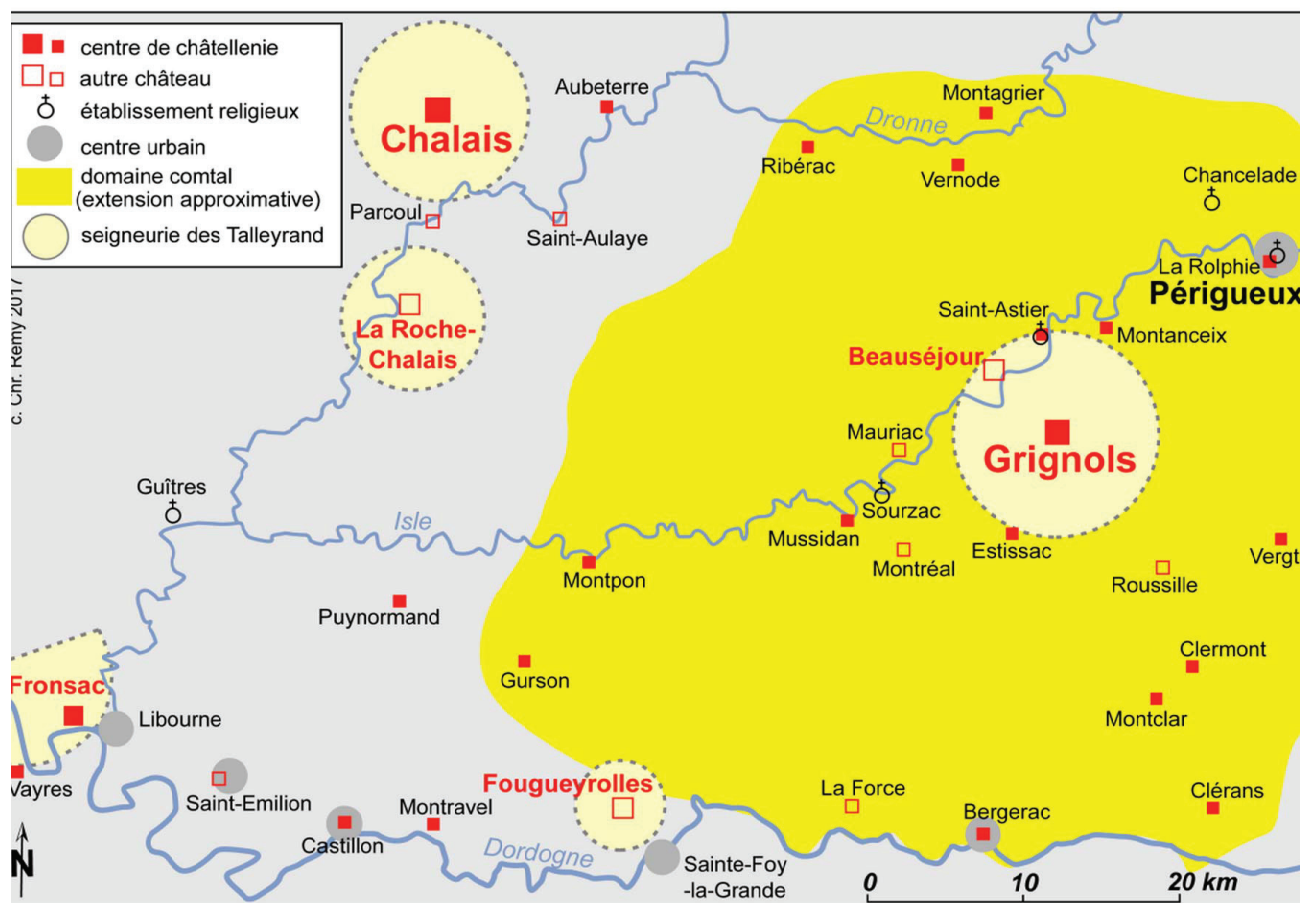 centre de châtellenie
autre château
établissement religieux
centre urbain
domaine comtal
(extension approximative)
seigneurie des Talleyrand
c. Chr. Remy 2017
Chalais
Aubeterre
Montagrier
Dronne
Ribérac
Vernode
Chancelade
Parcoul
Saint-Aulaye
La Rolphie
Périgueux
La Roche-
Chalais
Saint-Astier
Montanceix
Beauséjour
Mauriac
Grignols
Guîtres
Isle
Sourzac
Mussidan
Montréal
Estissac
Vergt
Montpon
Roussille
Puynormand
Gurson
Clermont
Fronsac
Libourne
Montclar
Vayres
Saint-Emilion
Fougueyrolles
La Force
Clérans
Montravel
Bergerac
Castillon
Dordogne
Sainte-Foy
-la-Grande
N
0 10 20 km